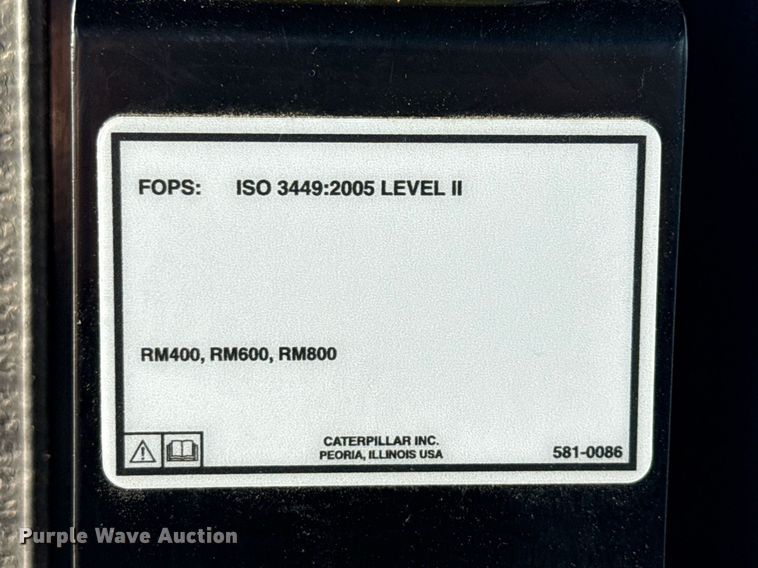 FOPS: ISO 3449:2005 LEVEL II
RM400, RM600, RM800
CATERPILLAR INC.
PEORIA, ILLINOIS USA
581-0086
Purple Wave Auction